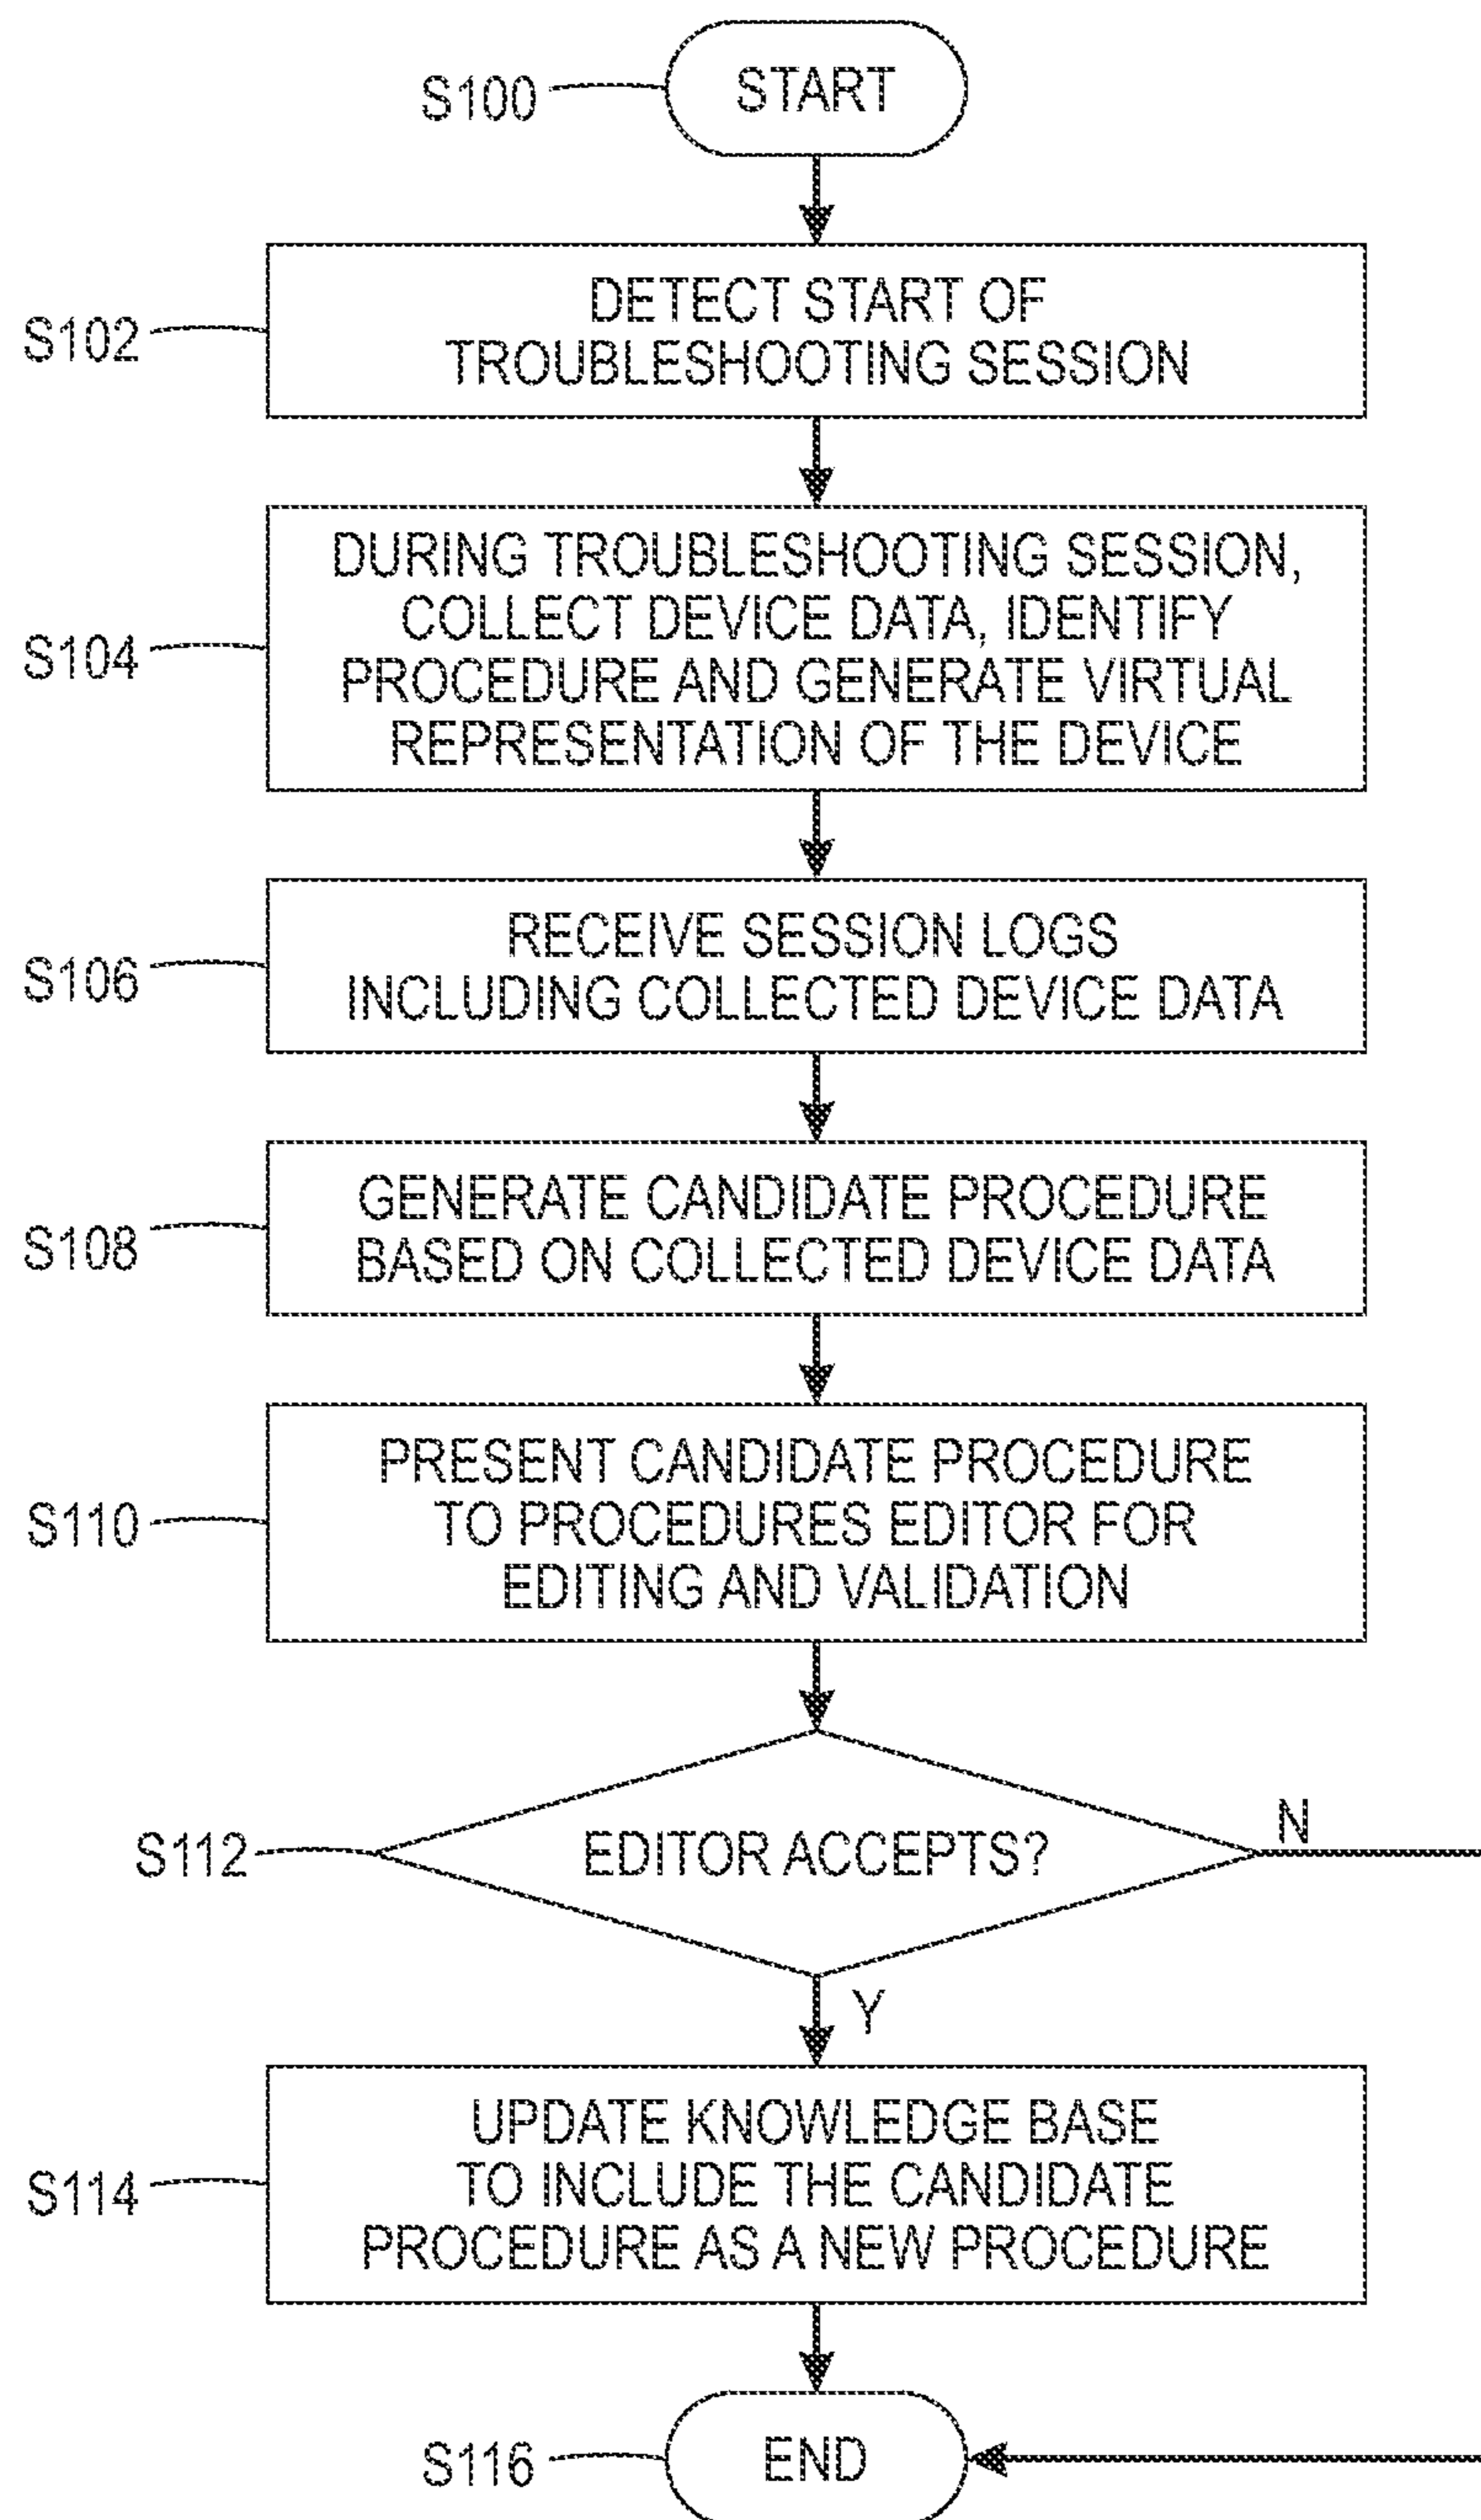 S100
START
S102
DETECT START OF
TROUBLESHOOTING SESSION
S104
DURING TROUBLESHOOTING SESSION,
COLLECT DEVICE DATA, IDENTIFY
PROCEDURE AND GENERATE VIRTUAL
REPRESENTATION OF THE DEVICE
S106
RECEIVE SESSION LOGS
INCLUDING COLLECTED DEVICE DATA
S108
GENERATE CANDIDATE PROCEDURE
BASED ON COLLECTED DEVICE DATA
S110
PRESENT CANDIDATE PROCEDURE
TO PROCEDURES EDITOR FOR
EDITING AND VALIDATION
S112
EDITOR ACCEPTS?
N
Y
S114
UPDATE KNOWLEDGE BASE
TO INCLUDE THE CANDIDATE
PROCEDURE AS A NEW PROCEDURE
S116
END